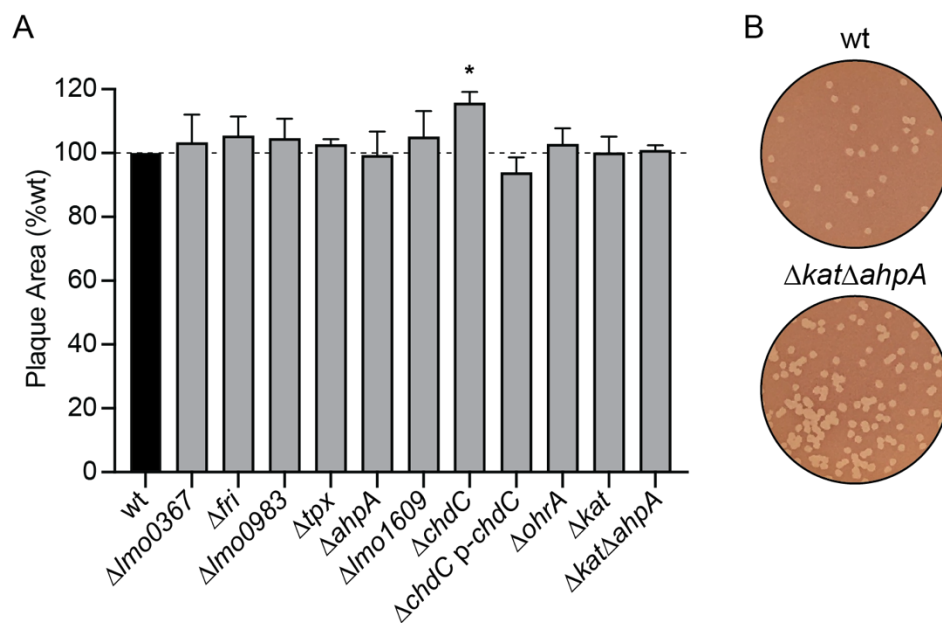 A
B
Plaque Area (%wt)
120
100
80
60
40
20
0
*
wt
Δlmo0367
Δfri
Δlmo0983
Δtpx
ΔahpA
Δlmo1609
ΔchdC
ΔchdC p-chdC
ΔohrA
Δkat
ΔkatΔahpA
wt
ΔkatΔahpA